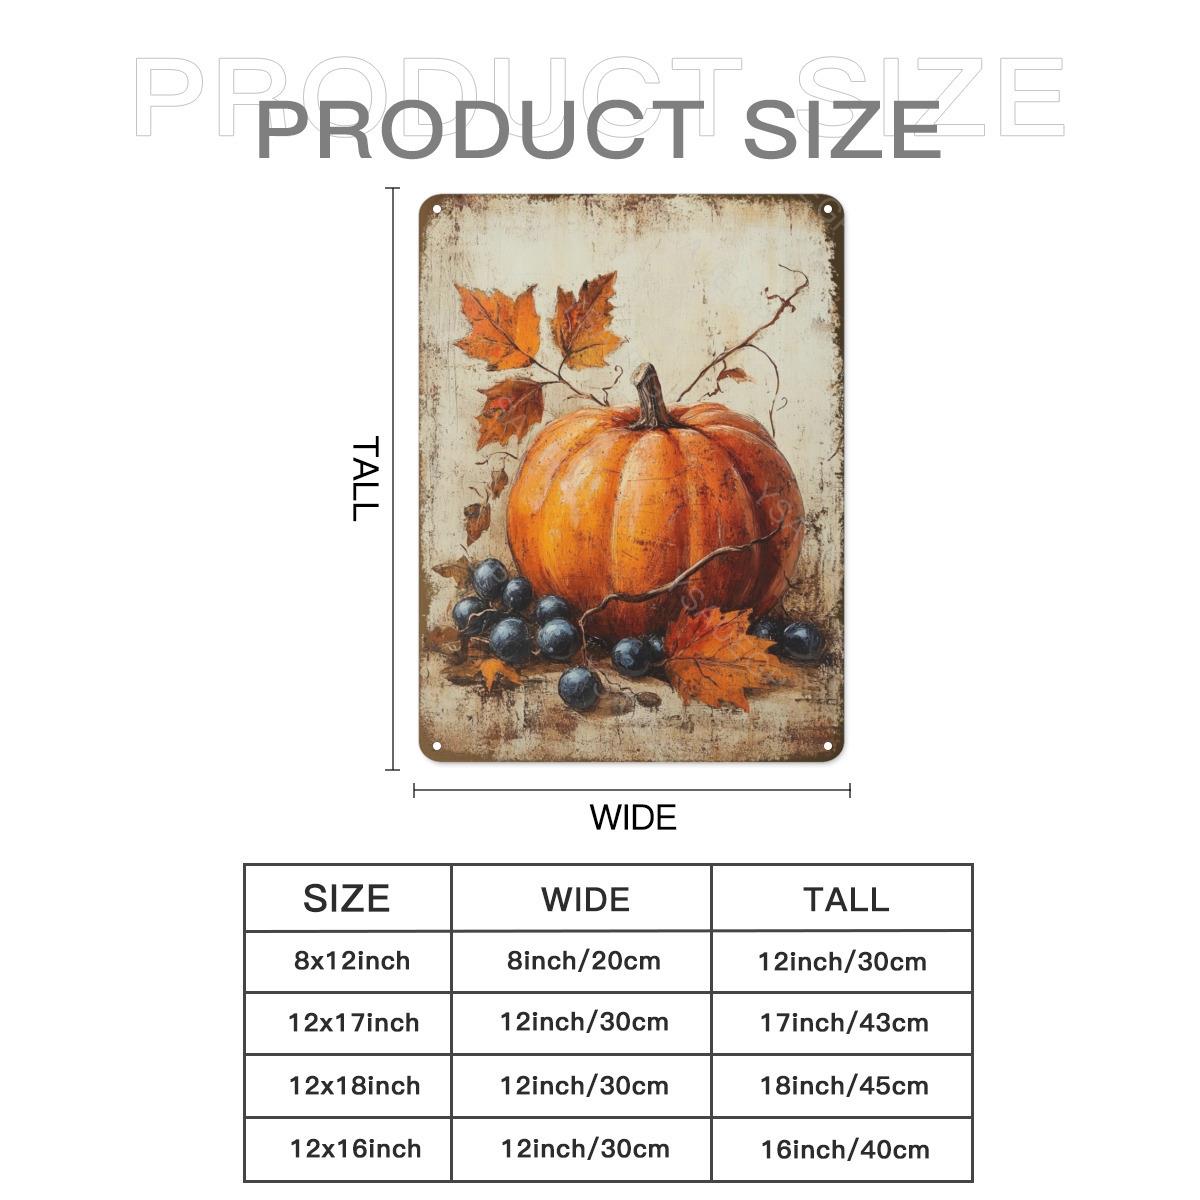 PRODUCT SIZE
PRODUCT SIZE
TALL
WIDE
SIZE WIDE TALL
8x12inch 8inch/20cm 12inch/30cm
12x17inch 12inch/30cm 17inch/43cm
12x18inch 12inch/30cm 18inch/45cm
12x16inch 12inch/30cm 16inch/40cm